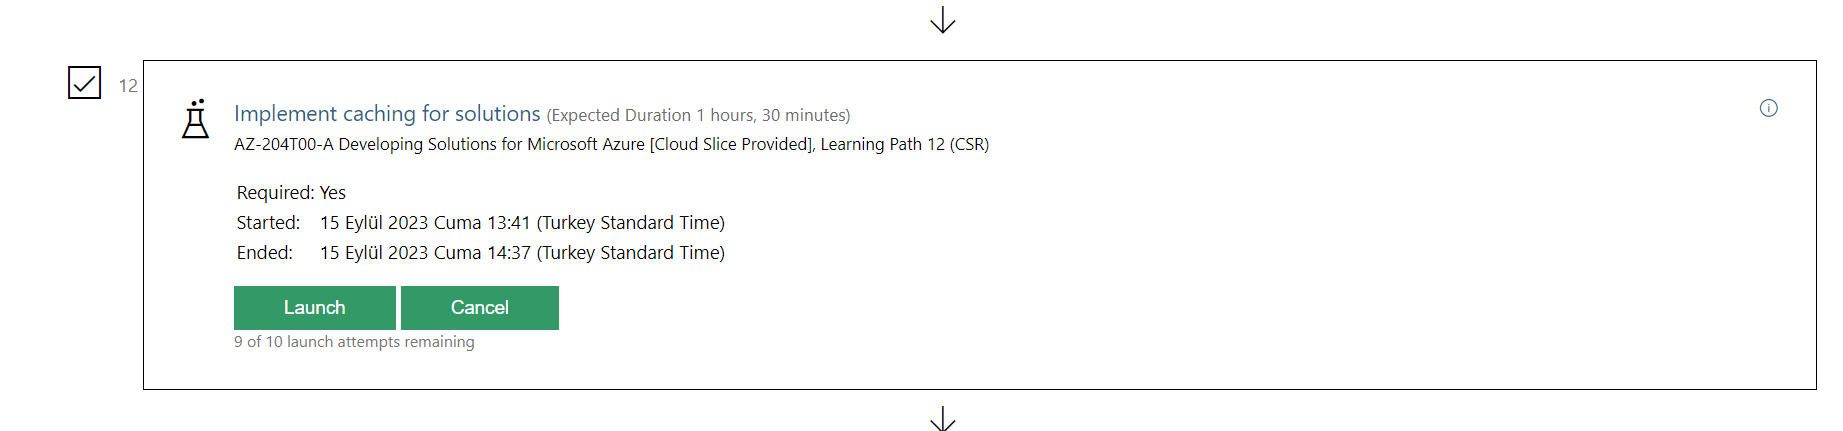 12
Implement caching for solutions (Expected Duration 1 hours, 30 minutes)
AZ-204T00-A Developing Solutions for Microsoft Azure [Cloud Slice Provided], Learning Path 12 (CSR)
Required: Yes
Started: 15 Eylül 2023 Cuma 13:41 (Turkey Standard Time)
Ended: 15 Eylül 2023 Cuma 14:37 (Turkey Standard Time)
Launch Cancel
9 of 10 launch attempts remaining